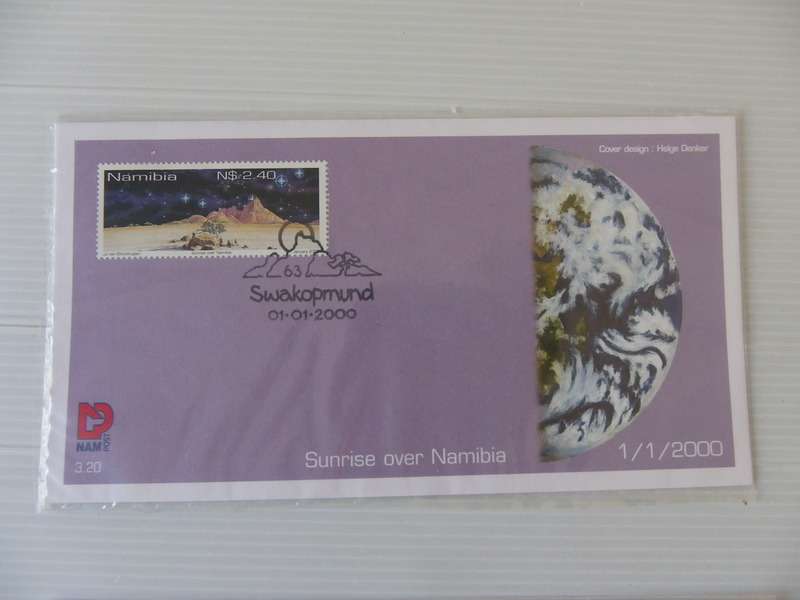 Cover design : Helge Denker
Namibia N$ 2.40
63
Swakopmund
01·01·2000
NAM
POST
3.20
Sunrise over Namibia
1/1/2000